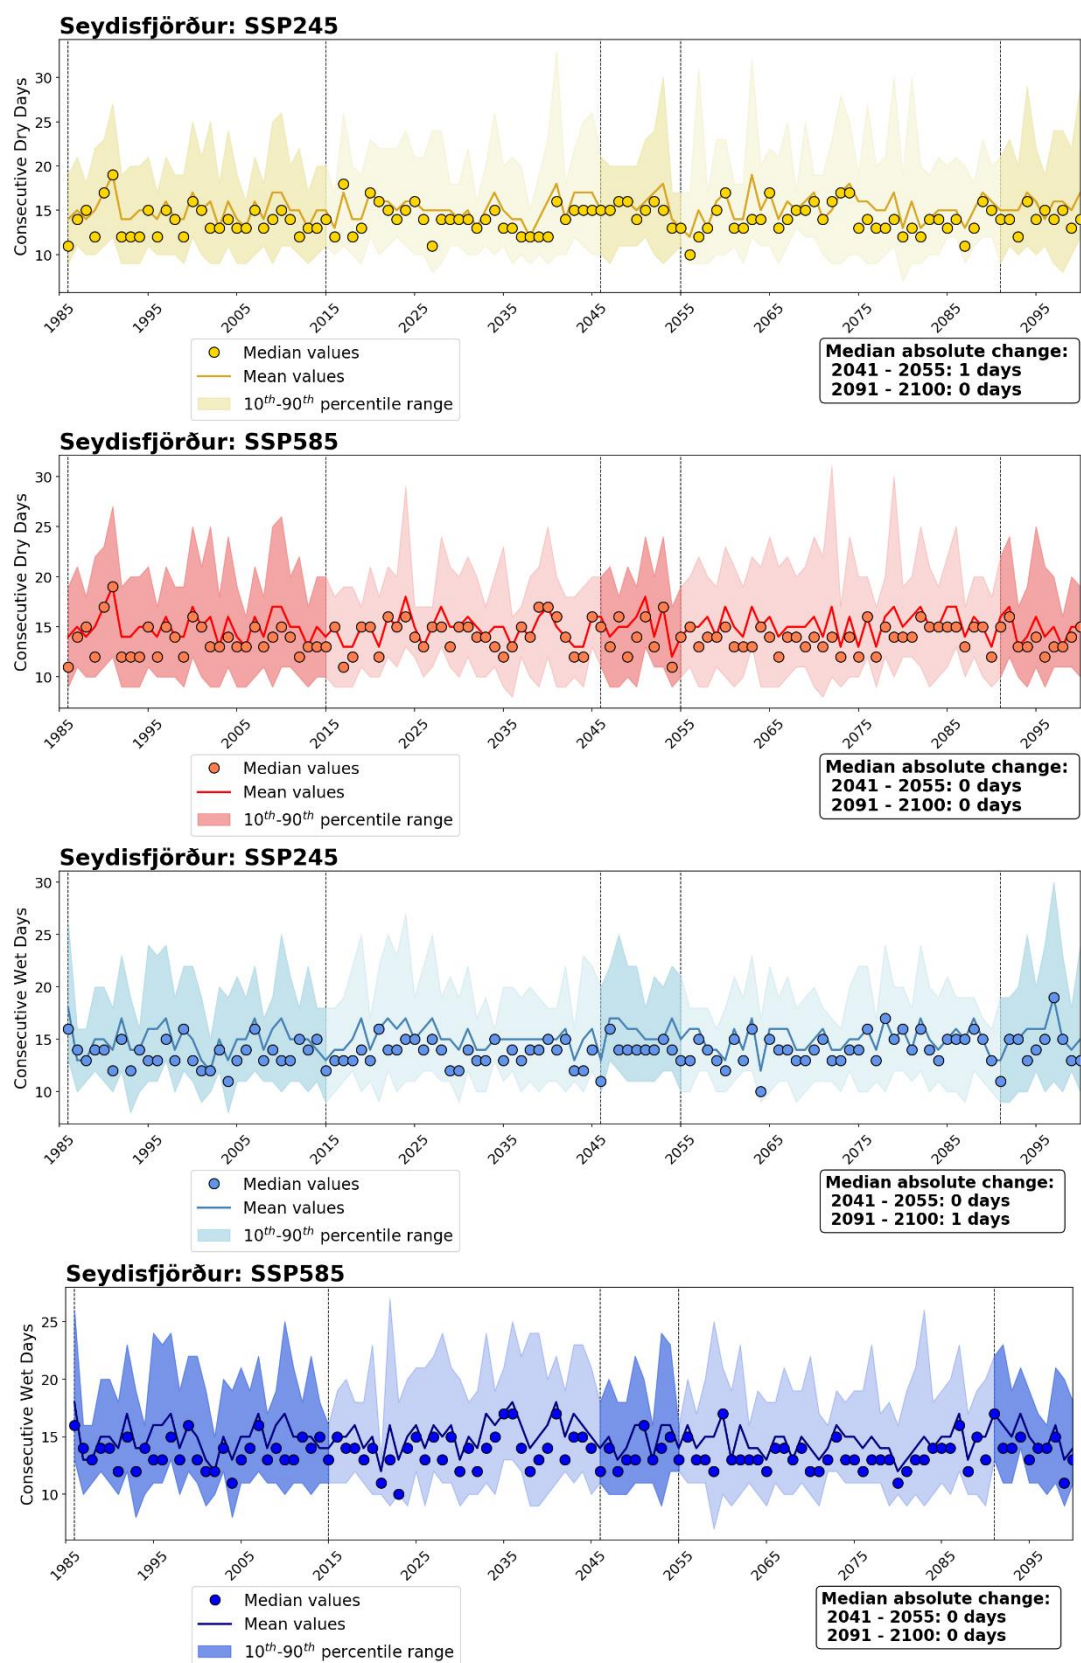 Seydisfjörður: SSP245
Consecutive Dry Days
30
25
20
15
10
1985 1995 2005 2015 2025 2035 2045 2055 2065 2075 2085 2095
Median values
Mean values
10th-90th percentile range
Median absolute change:
2041 - 2055: 1 days
2091 - 2100: 0 days
Seydisfjörður: SSP585
Consecutive Dry Days
30
25
20
15
10
1985 1995 2005 2015 2025 2035 2045 2055 2065 2075 2085 2095
Median values
Mean values
10th-90th percentile range
Median absolute change:
2041 - 2055: 0 days
2091 - 2100: 0 days
Seydisfjörður: SSP245
Consecutive Wet Days
30
25
20
15
10
1985 1995 2005 2015 2025 2035 2045 2055 2065 2075 2085 2095
Median values
Mean values
10th-90th percentile range
Median absolute change:
2041 - 2055: 0 days
2091 - 2100: 1 days
Seydisfjörður: SSP585
Consecutive Wet Days
25
20
15
10
1985 1995 2005 2015 2025 2035 2045 2055 2065 2075 2085 2095
Median values
Mean values
10th-90th percentile range
Median absolute change:
2041 - 2055: 0 days
2091 - 2100: 0 days